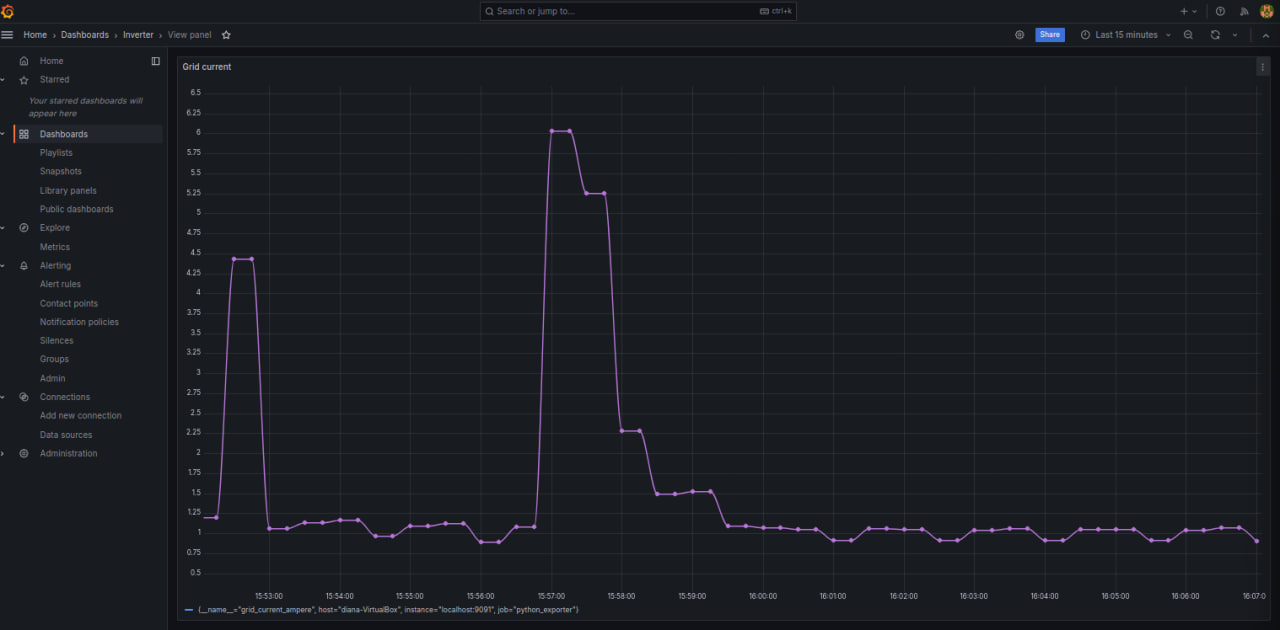 Search or jump to...
ctrl+k
Home › Dashboards › Inverter › View panel
Share
Last 15 minutes
Home
Starred
Your starred dashboards will
appear here
Dashboards
Playlists
Snapshots
Library panels
Public dashboards
Explore
Metrics
Alerting
Alert rules
Contact points
Notification policies
Silences
Groups
Admin
Connections
Add new connection
Data sources
Administration
Grid current
6.5
6.25
6
5.75
5.5
5.25
5
4.75
4.5
4.25
4
3.75
3.5
3.25
3
2.75
2.5
2.25
2
1.75
1.5
1.25
1
0.75
0.5
15:53:00 15:54:00 15:55:00 15:56:00 15:57:00 15:58:00 15:59:00 16:00:00 16:01:00 16:02:00 16:03:00 16:04:00 16:05:00 16:06:00 16:07:0
{__name__="grid_current_ampere", host="diana-VirtualBox", instance="localhost:9091", job="python_exporter"}